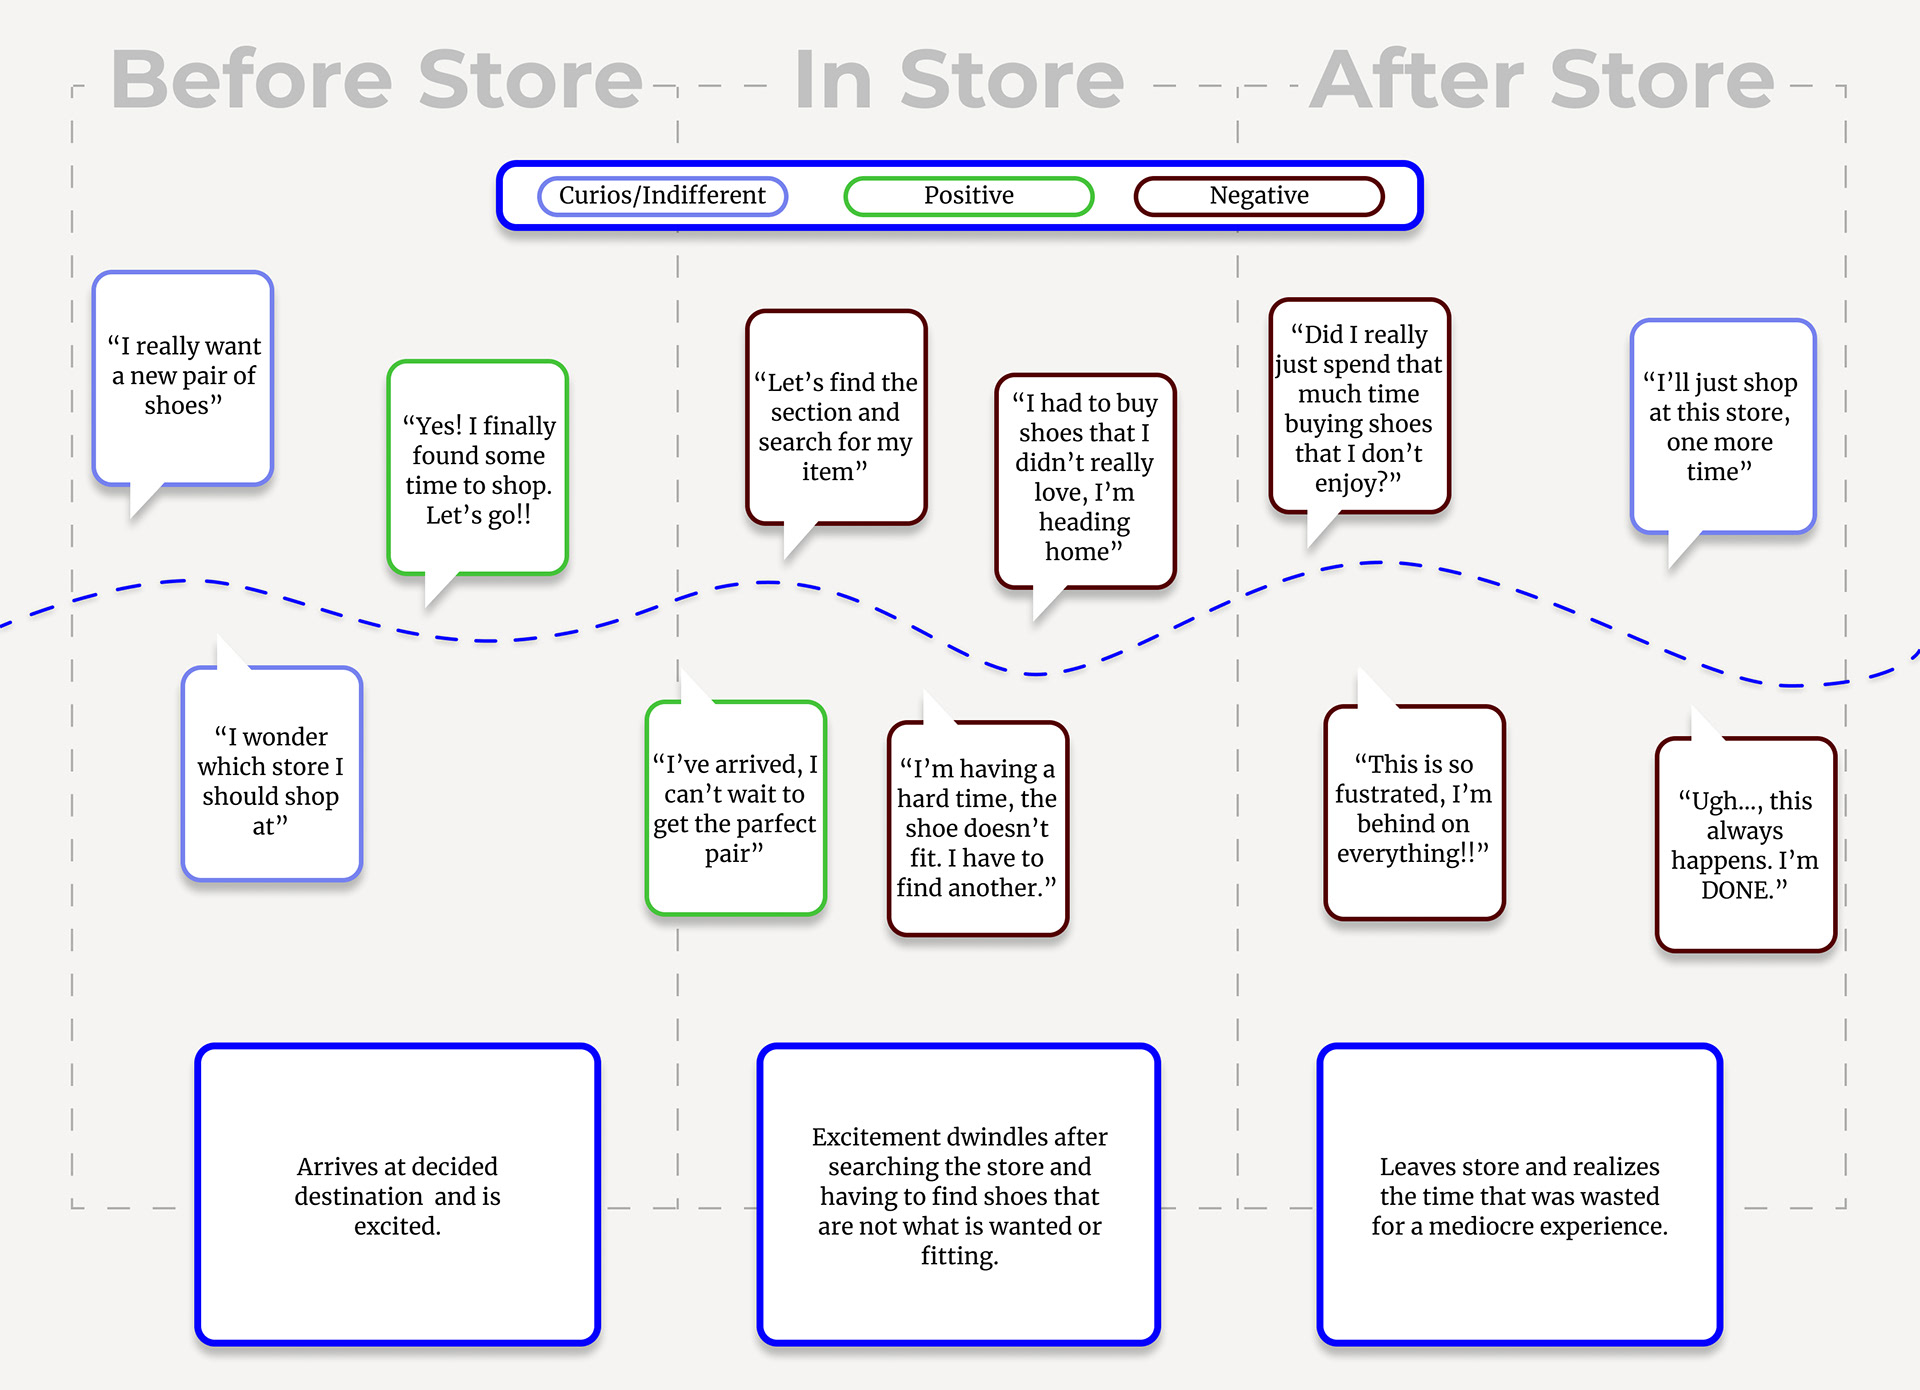 Before Store
In Store
After Store
Curios/Indifferent
Positive
Negative
“I really want
a new pair of
shoes”
“I wonder
which store I
should shop
at”
“Yes! I finally
found some
time to shop.
Let’s go!!
“I’ve arrived, I
can’t wait to
get the parfect
pair”
“Let’s find the
section and
search for my
item”
“I’m having a
hard time, the
shoe doesn’t
fit. I have to
find another.”
“I had to buy
shoes that I
didn’t really
love, I’m
heading
home”
“Did I really
just spend that
much time
buying shoes
that I don’t
enjoy?”
“This is so
fustrated, I’m
behind on
everything!!”
“I’ll just shop
at this store,
one more
time”
“Ugh..., this
always
happens. I’m
DONE.”
Arrives at decided
destination  and is
excited.
Excitement dwindles after
searching the store and
having to find shoes that
are not what is wanted or
fitting.
Leaves store and realizes
the time that was wasted
for a mediocre experience.